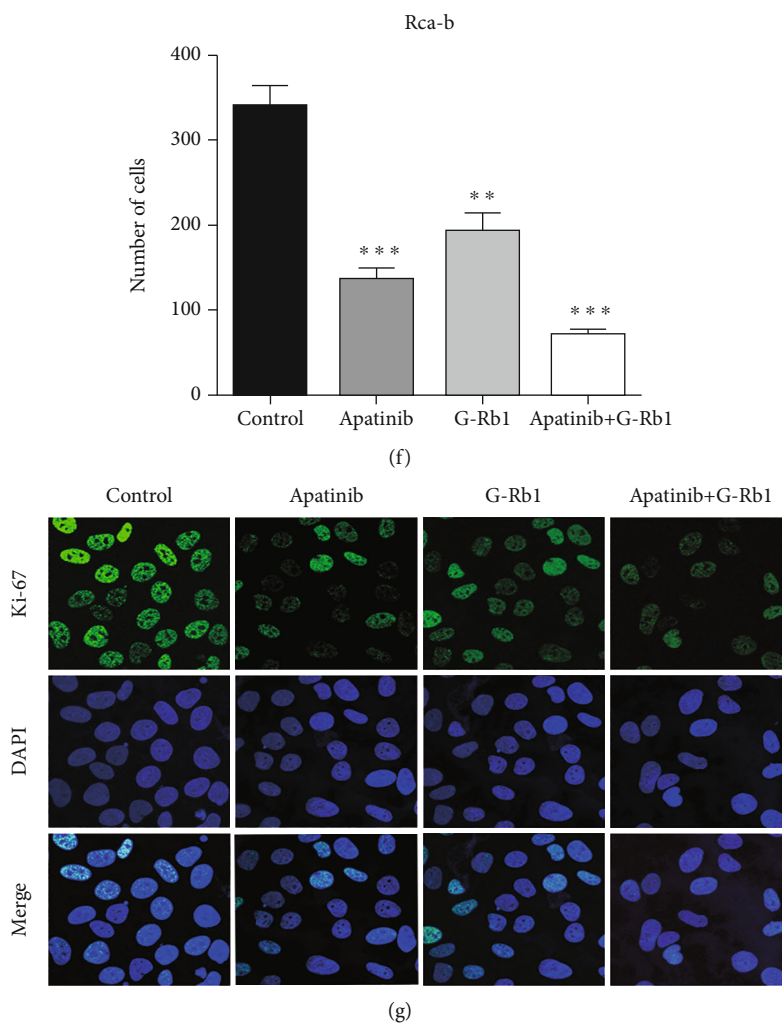 Rca-b
400
300
200
100
0
Number of cells
***
**
***
Control Apatinib G-Rb1 Apatinib+G-Rb1
(f)
Control Apatinib G-Rb1 Apatinib+G-Rb1
Ki-67
DAPI
Merge
(g)